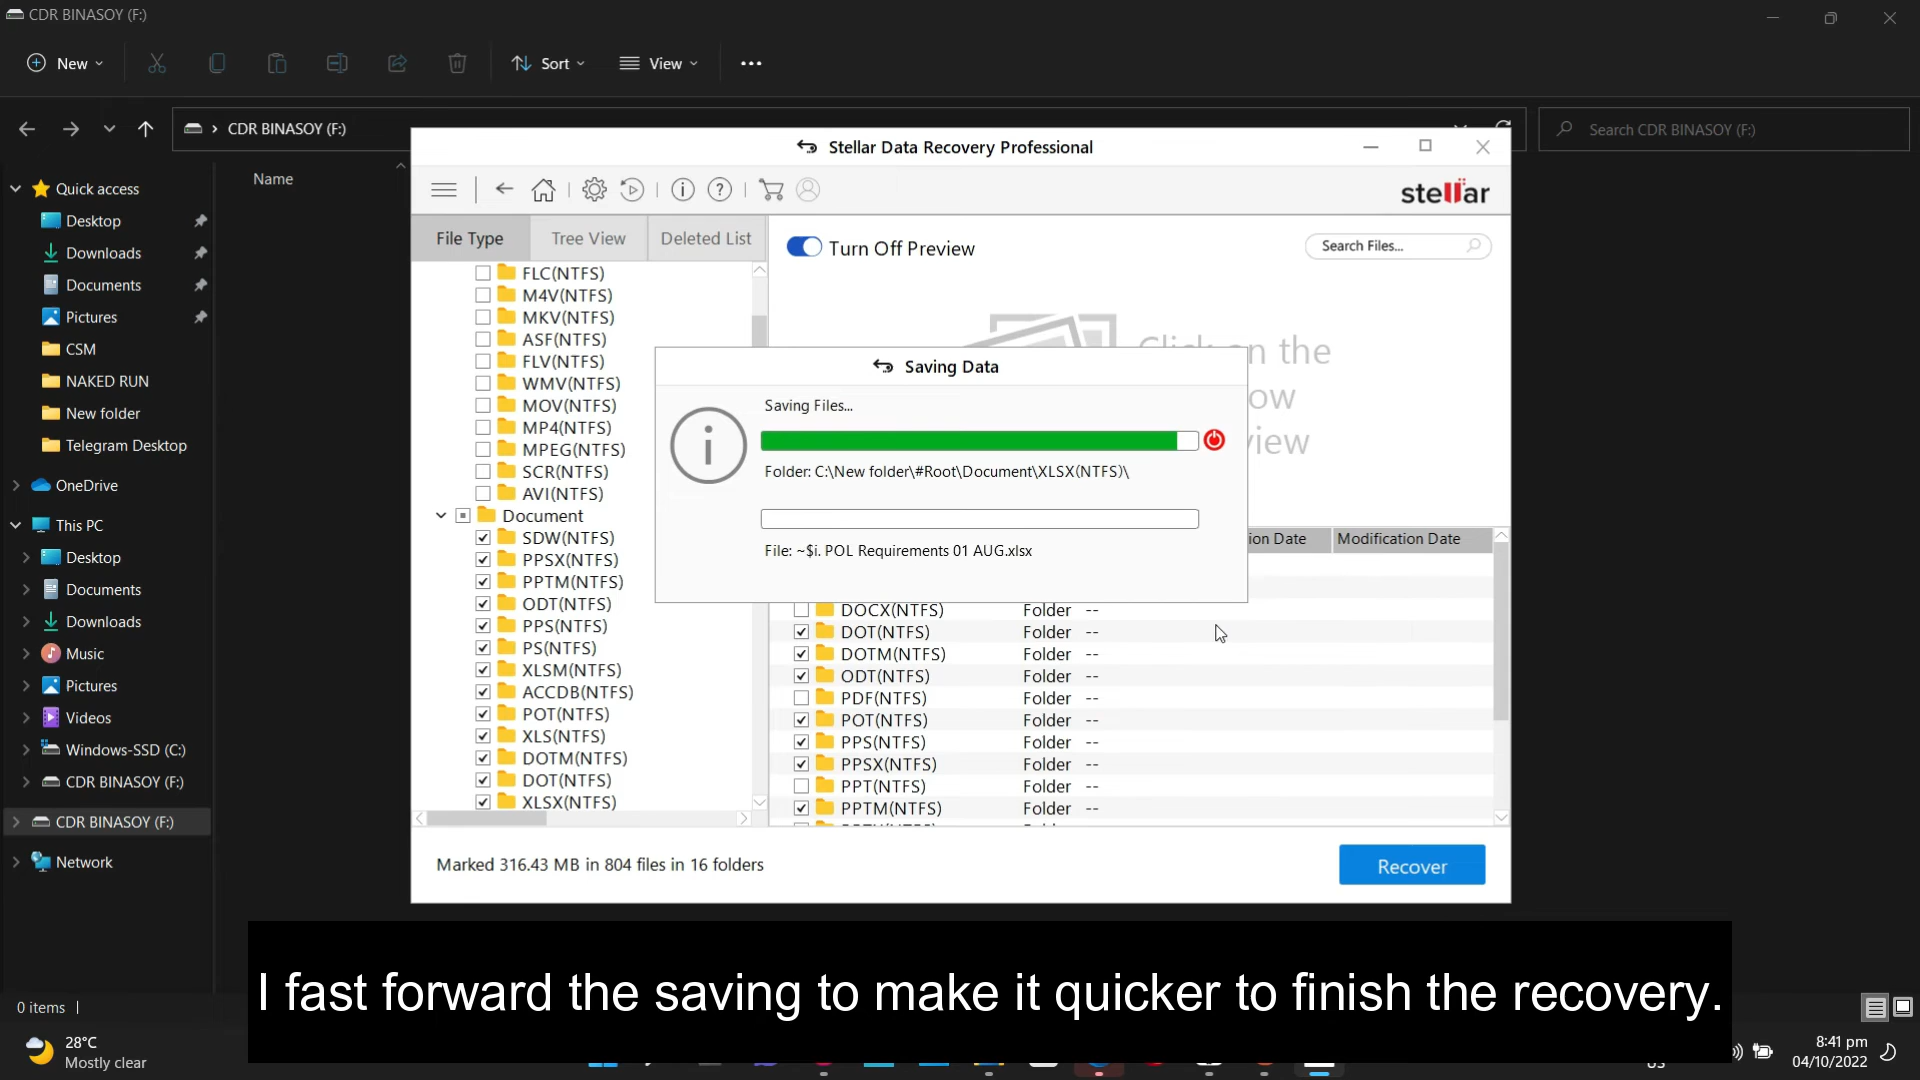 CDR BINASOY (F:)
New
Sort
View
CDR BINASOY (F:)
Search CDR BINASOY (F:)
Name
Quick access
Desktop
Downloads
Documents
Pictures
CSM
NAKED RUN
New folder
Telegram Desktop
OneDrive
This PC
Desktop
Documents
Downloads
Music
Pictures
Videos
Windows-SSD (C:)
CDR BINASOY (F:)
CDR BINASOY (F:)
Network
0 items
Stellar Data Recovery Professional
stellar
File Type
Tree View
Deleted List
Turn Off Preview
Search Files...
FLC(NTFS)
M4V(NTFS)
MKV(NTFS)
ASF(NTFS)
FLV(NTFS)
WMV(NTFS)
MOV(NTFS)
MP4(NTFS)
MPEG(NTFS)
SCR(NTFS)
AVI(NTFS)
Document
SDW(NTFS)
PPSX(NTFS)
PPTM(NTFS)
ODT(NTFS)
PPS(NTFS)
PS(NTFS)
XLSM(NTFS)
ACCDB(NTFS)
POT(NTFS)
XLS(NTFS)
DOTM(NTFS)
DOT(NTFS)
XLSX(NTFS)
n the
ow
iew
Saving Data
Saving Files...
Folder: C:\New folder\#Root\Document\XLSX(NTFS)\
File: ~$i. POL Requirements 01 AUG.xlsx
ion Date
Modification Date
DOCX(NTFS) Folder --
DOT(NTFS) Folder --
DOTM(NTFS) Folder --
ODT(NTFS) Folder --
PDF(NTFS) Folder --
POT(NTFS) Folder --
PPS(NTFS) Folder --
PPSX(NTFS) Folder --
PPT(NTFS) Folder --
PPTM(NTFS) Folder --
Marked 316.43 MB in 804 files in 16 folders
Recover
I fast forward the saving to make it quicker to finish the recovery.
28°C
Mostly clear
8:41 pm
04/10/2022